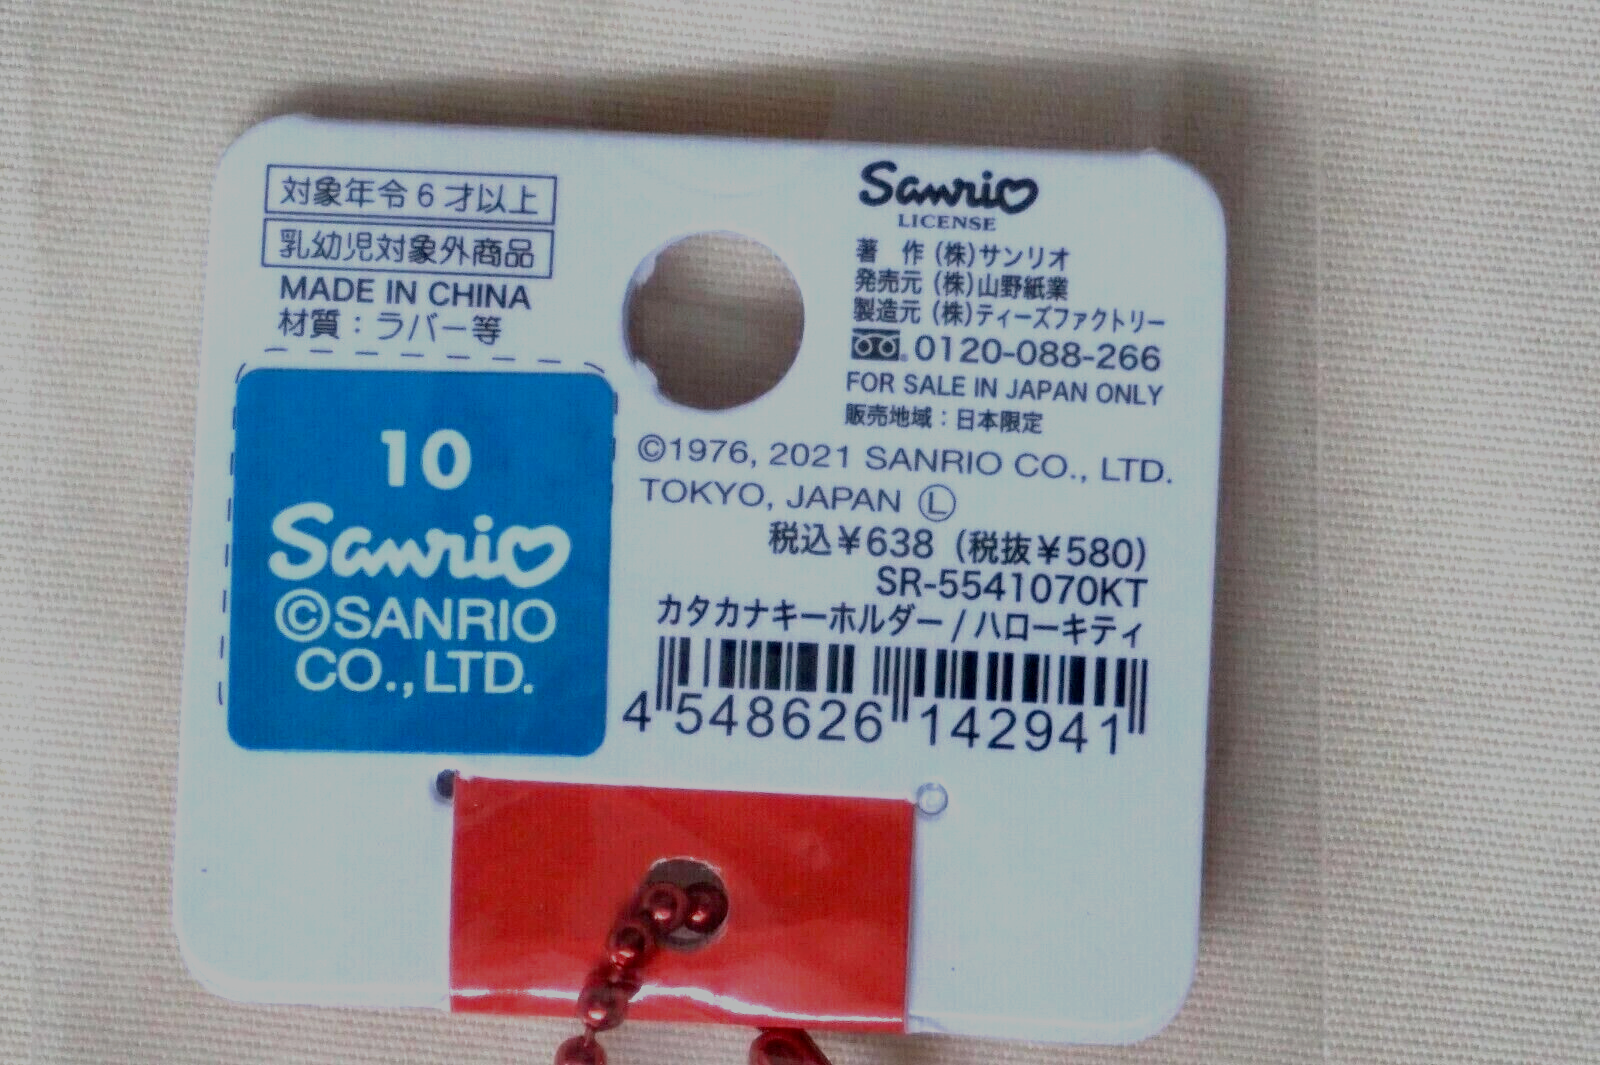 対象年令6才以上
乳幼児対象外商品
MADE IN CHINA
材質：ラバー等
10
Sanrio
©SANRIO
CO., LTD.
Sanrio
LICENSE
著　作 (株)サンリオ
発売元 (株)山野紙業
製造元 (株)ティーズファクトリー
0120-088-266
FOR SALE IN JAPAN ONLY
販売地域：日本限定
©1976, 2021 SANRIO CO., LTD.
TOKYO, JAPAN Ⓛ
税込¥638 (税抜¥580)
SR-5541070KT
カタカナキーホルダー/ハローキティ
4 548626 142941